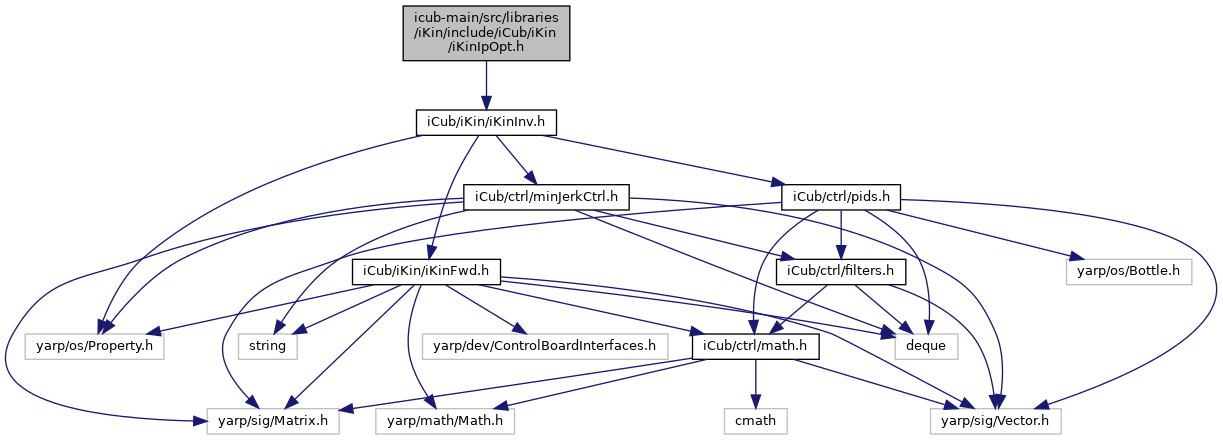 icub-main/src/libraries
/iKin/include/iCub/iKin
/iKinIpOpt.h
iCub/iKin/iKinInv.h
iCub/ctrl/minJerkCtrl.h
iCub/ctrl/pids.h
iCub/iKin/iKinFwd.h
iCub/ctrl/filters.h
yarp/os/Bottle.h
yarp/os/Property.h
string
yarp/dev/ControlBoardInterfaces.h
iCub/ctrl/math.h
deque
yarp/sig/Matrix.h
yarp/math/Math.h
cmath
yarp/sig/Vector.h